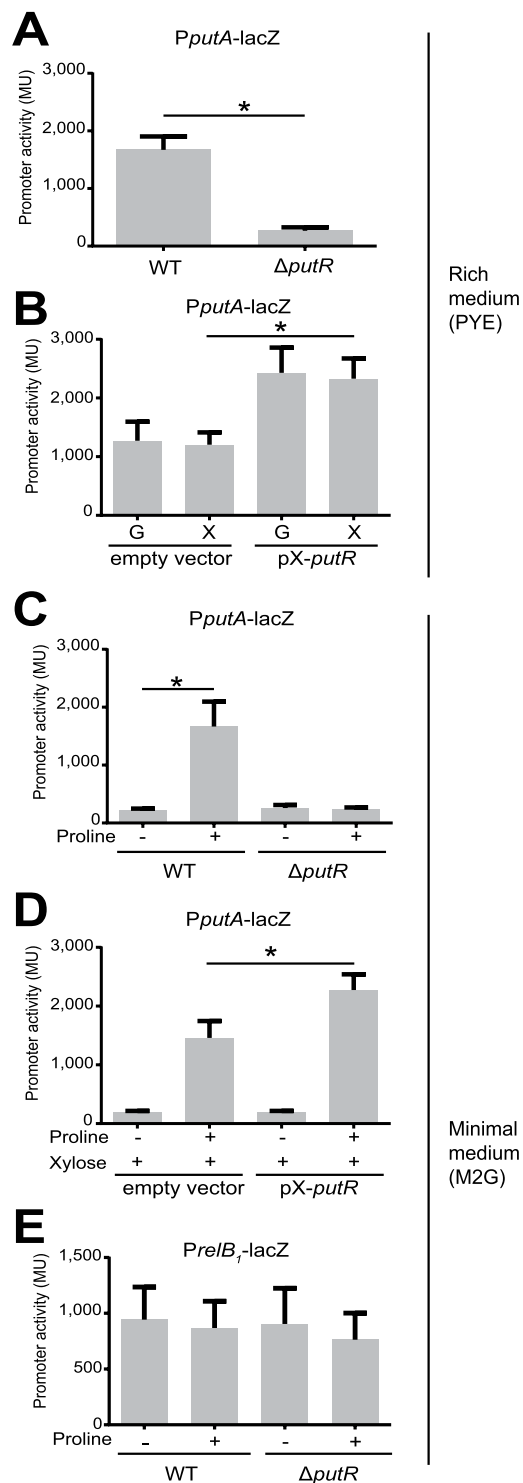 A
PputA-lacZ
Promoter activity (MU)
3,000
2,000
1,000
0
*
WT
ΔputR
Rich
medium
(PYE)
B
PputA-lacZ
Promoter activity (MU)
3,000
2,000
1,000
0
*
G X G X
empty vector pX-putR
C
PputA-lacZ
Promoter activity (MU)
3,000
2,000
1,000
0
*
Proline - + - +
WT ΔputR
D
PputA-lacZ
Promoter activity (MU)
3,000
2,000
1,000
0
*
Proline - + - +
Xylose + + + +
empty vector pX-putR
Minimal
medium
(M2G)
E
PrelB1-lacZ
Promoter activity (MU)
1,500
1,000
500
0
Proline - + - +
WT ΔputR